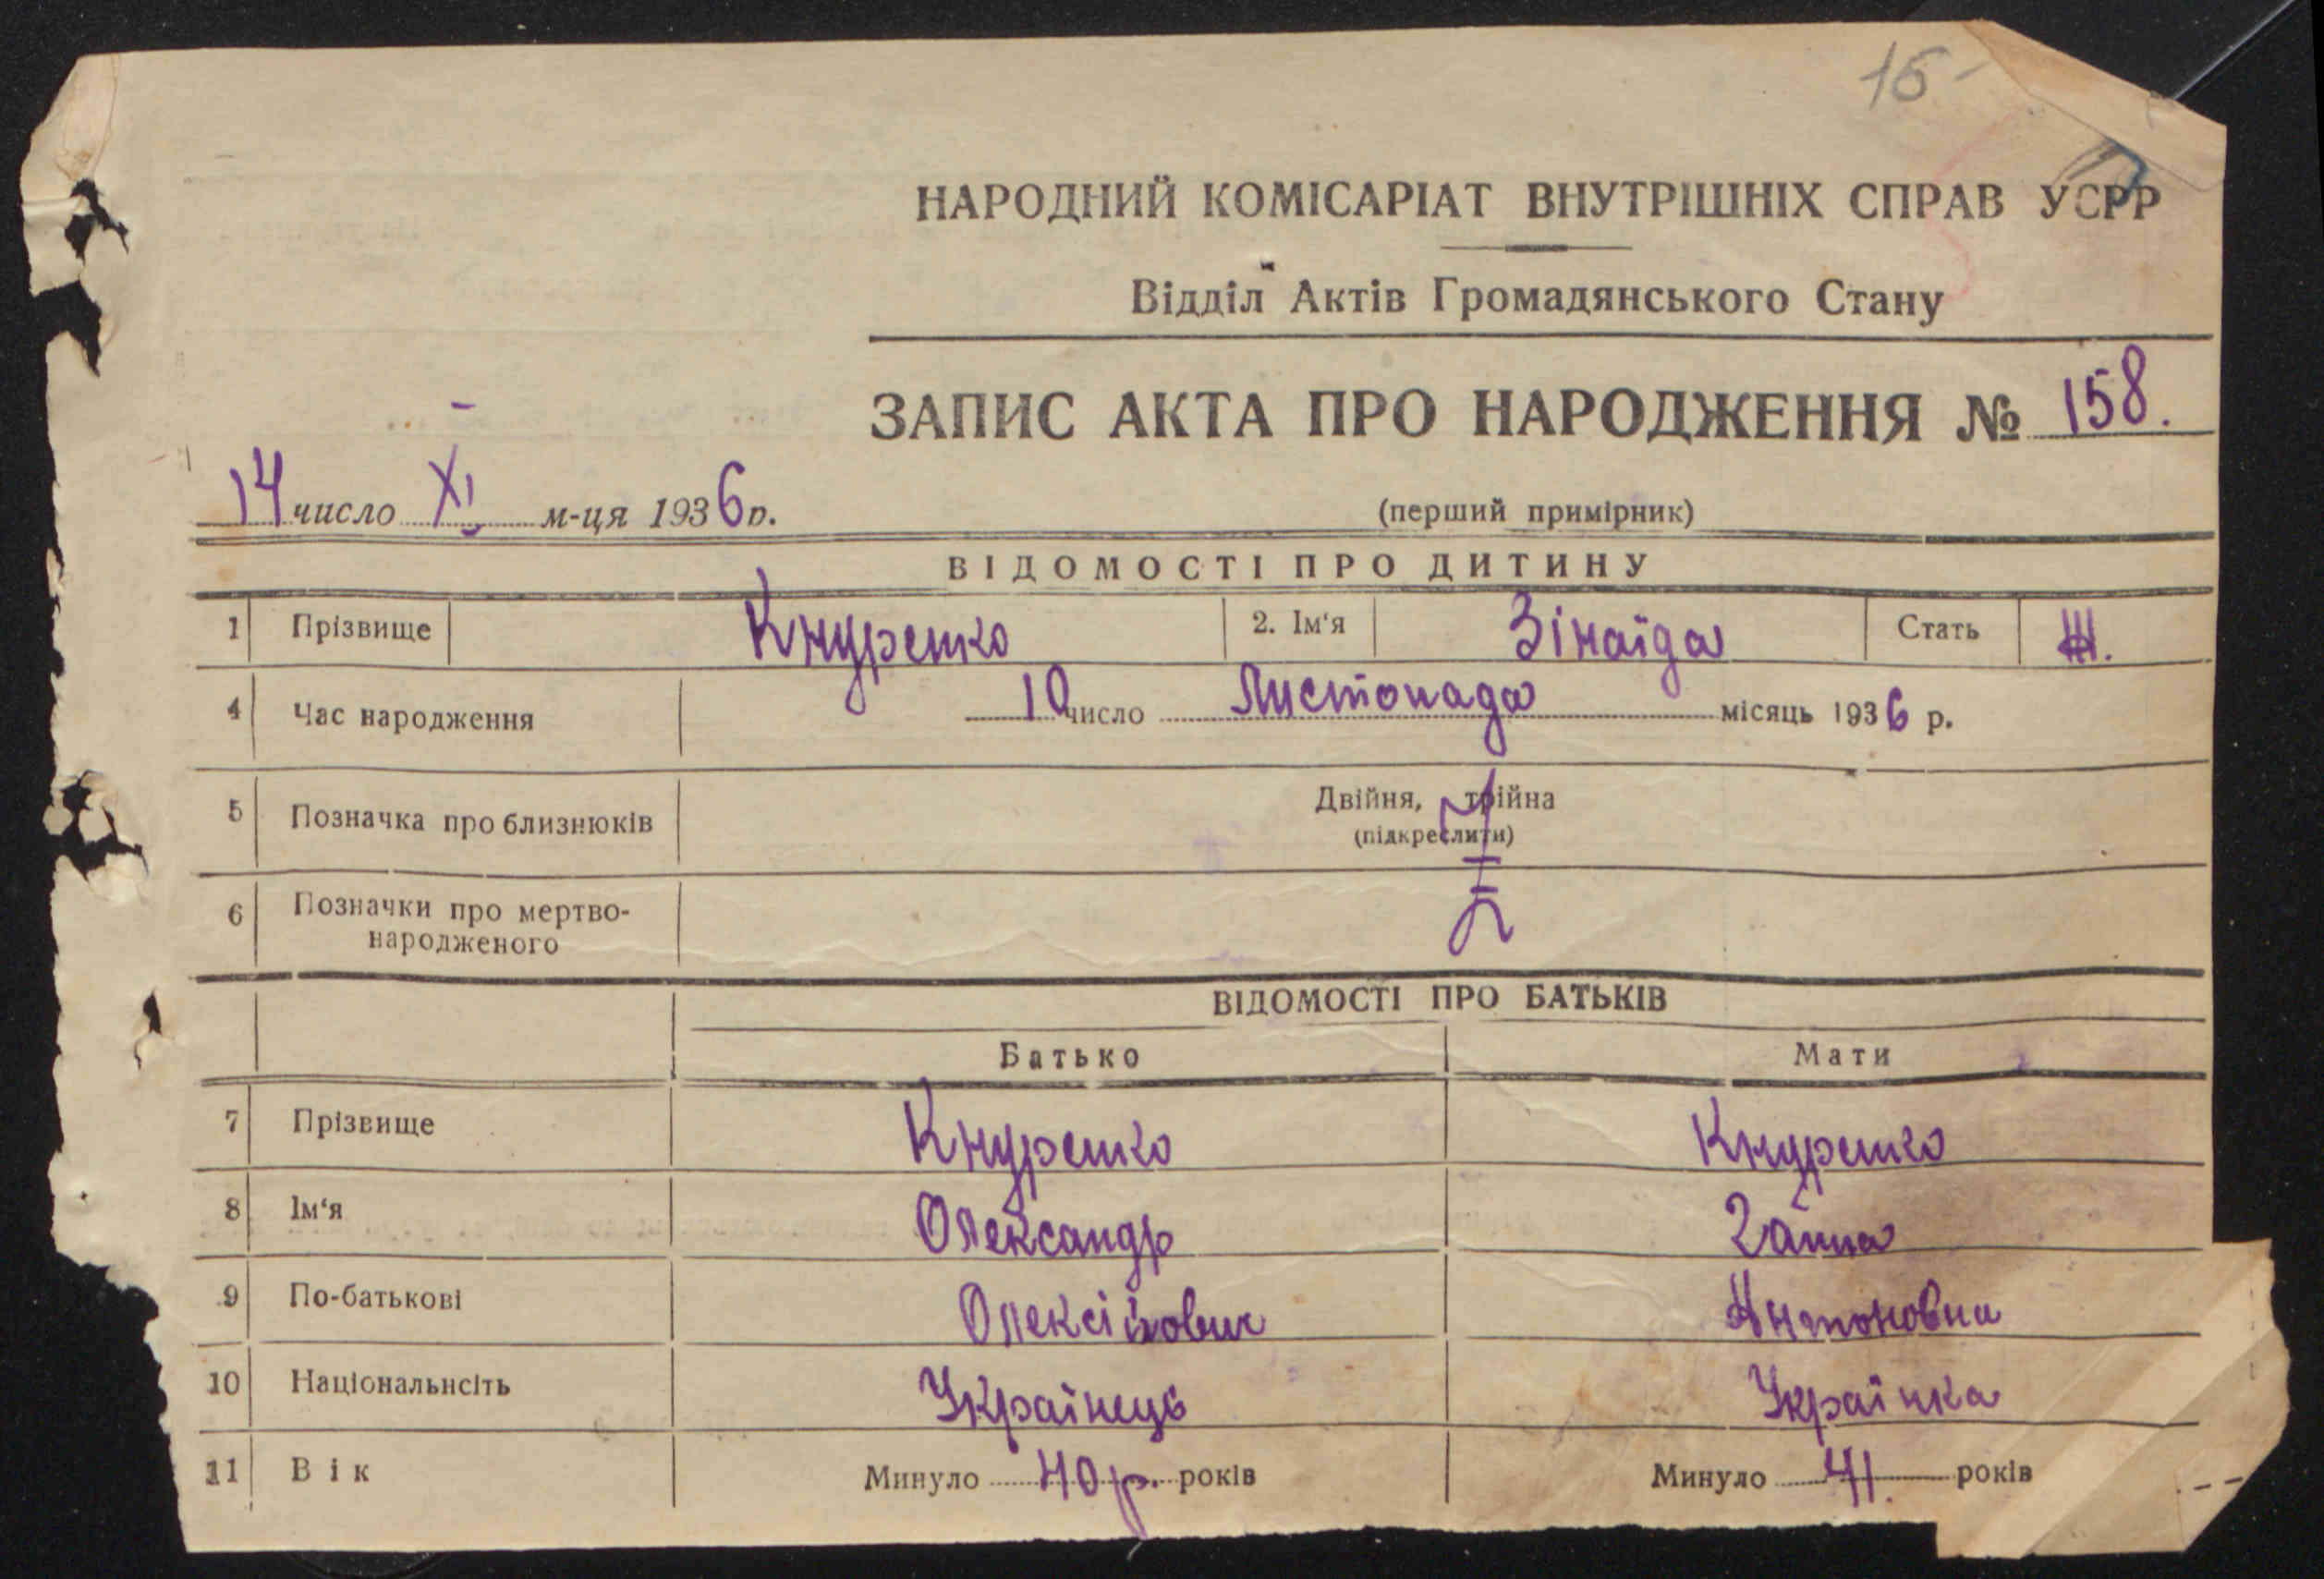 15-
НАРОДНИЙ КОМІСАРІАТ ВНУТРІШНІХ СПРАВ УСРР
Відділ Актів Громадянського Стану
ЗАПИС АКТА ПРО НАРОДЖЕННЯ № 158.
14 число XI м-ця 1936 р.
(перший примірник)
ВІДОМОСТІ ПРО ДИТИНУ
1 Прізвище Кнуренко 2. Ім‘я Зінаїда Стать Ж.
4 Час народження 10 число Листопада місяць 1936 р.
5 Позначка про близнюків Двійня, трійна
(підкреслити)
6 Позначки про мертво-
народженого
ВІДОМОСТІ ПРО БАТЬКІВ
Батько Мати
7 Прізвище Кнуренко Кнуренко
8 Ім‘я Олександр Ганна
9 По-батькові Олексійович Антоновна
10 Національнсіть Українець Українка
11 Вік Минуло 40 р. років Минуло 41. років